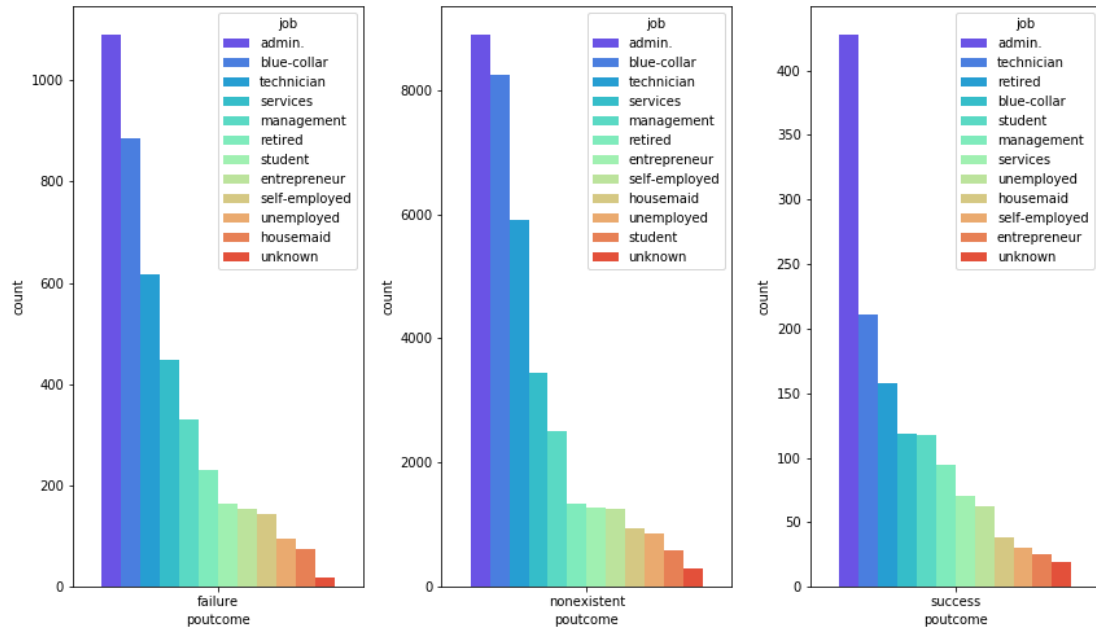 job
admin.
blue-collar
technician
services
management
retired
student
entrepreneur
self-employed
unemployed
housemaid
unknown
1000
800
600
400
200
0
count
failure
poutcome
job
admin.
blue-collar
technician
services
management
retired
entrepreneur
self-employed
housemaid
unemployed
student
unknown
8000
6000
4000
2000
0
count
nonexistent
poutcome
job
admin.
technician
retired
blue-collar
student
management
services
unemployed
housemaid
self-employed
entrepreneur
unknown
400
350
300
250
200
150
100
50
0
count
success
poutcome